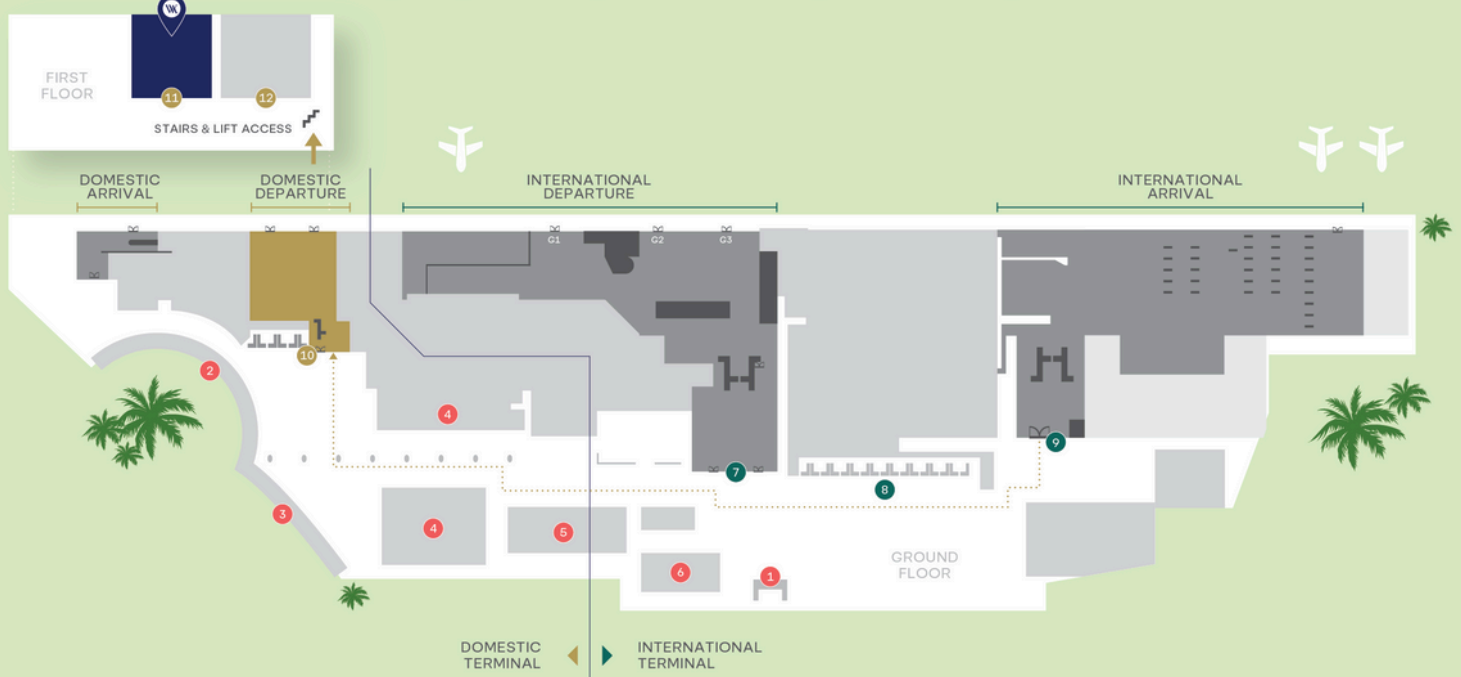 FIRST
FLOOR
11
12
STAIRS & LIFT ACCESS
DOMESTIC
ARRIVAL
DOMESTIC
DEPARTURE
INTERNATIONAL
DEPARTURE
INTERNATIONAL
ARRIVAL
G1
G2
G3
10
2
4
7
9
8
3
4
5
6
1
GROUND
FLOOR
DOMESTIC
TERMINAL
INTERNATIONAL
TERMINAL